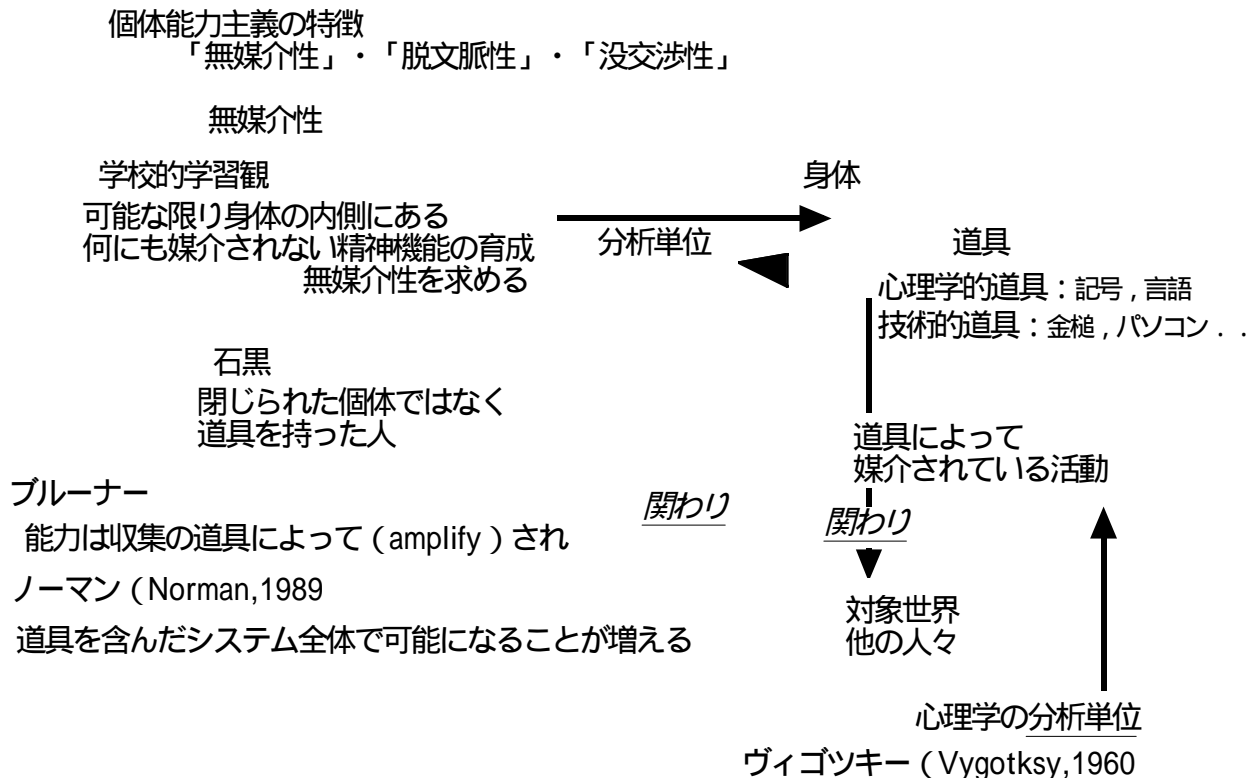 個体能力主義の特徴
「無媒介性」・「脱文脈性」・「没交渉性」
無媒介性
学校的学習観
可能な限り身体の内側にある
何にも媒介されない精神機能の育成
無媒介性を求める
分析単位
身体
道具
心理学的道具：記号，言語
技術的道具：金槌，パソコン．．
石黒
閉じられた個体ではなく
道具を持った人
道具によって
媒介されている活動
ブルーナー
能力は収集の道具によって（amplify）され
関わり
関わり
ノーマン（Norman,1989
道具を含んだシステム全体で可能になることが増える
対象世界
他の人々
心理学の分析単位
ヴィゴツキー（Vygotksy,1960